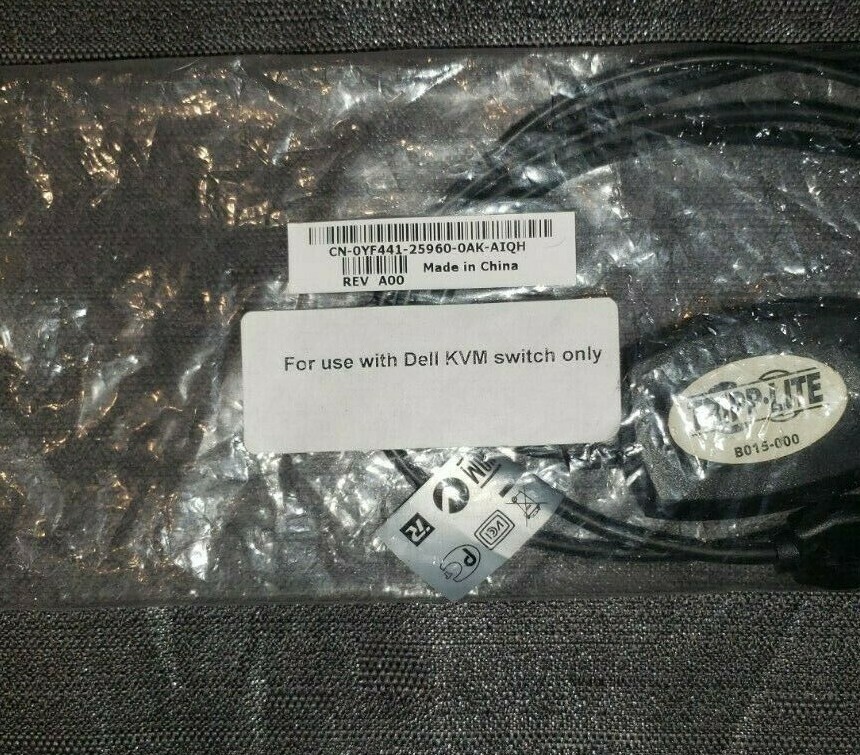 CN-0YF441-25960-0AK-AIQH
Made in China
REV A00
For use with Dell KVM switch only
TRIPP·LITE
B015-000
VCI